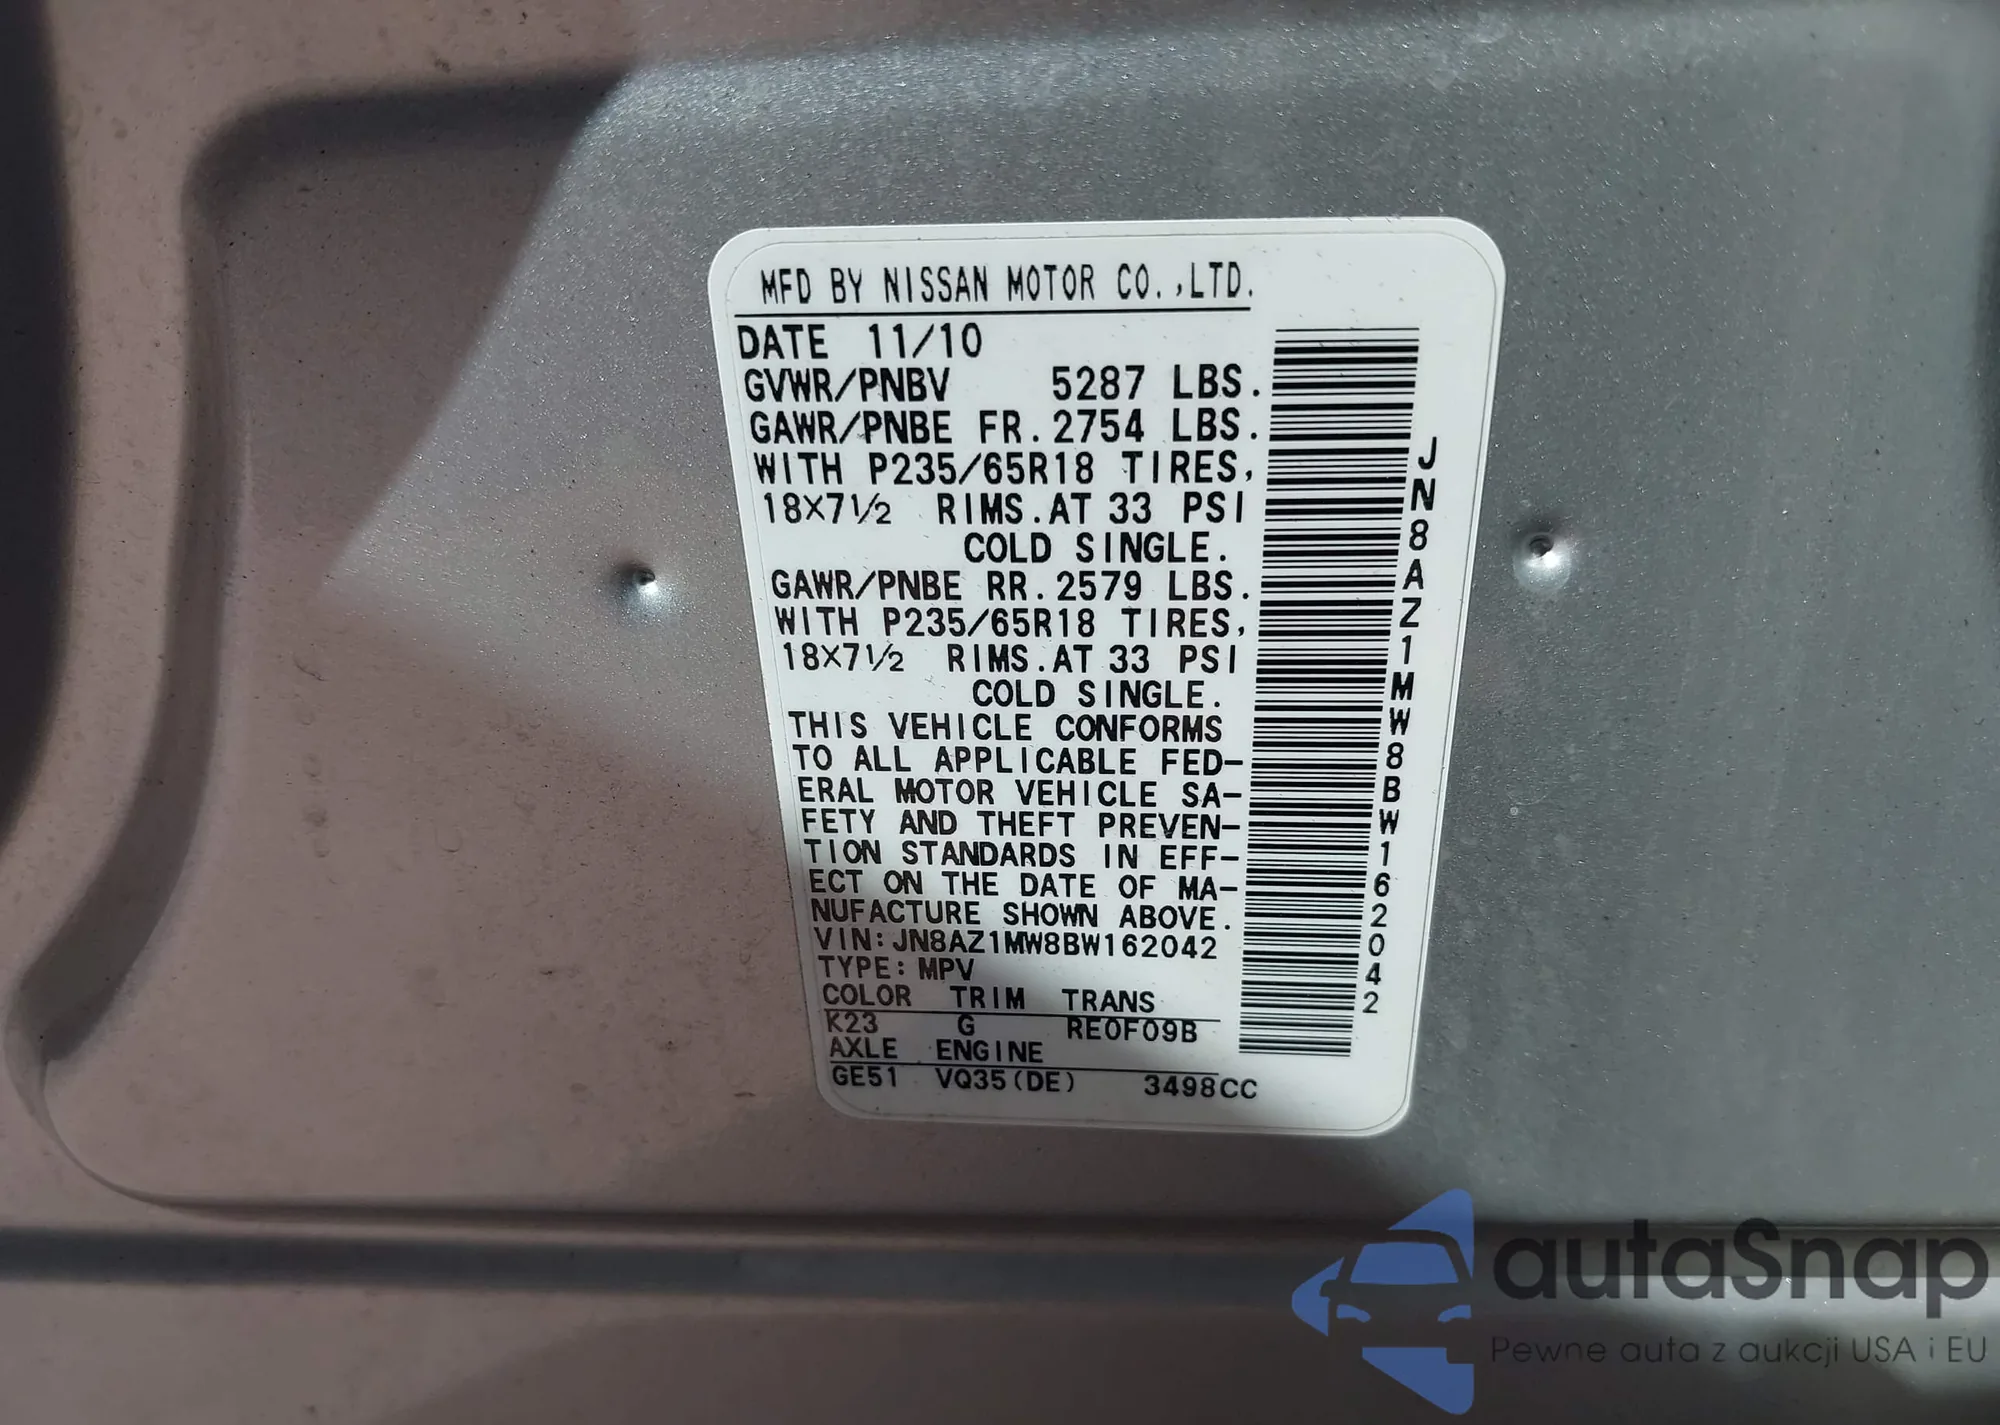 MFD BY NISSAN MOTOR CO.,LTD.
DATE 11/10
GVWR/PNBV 5287 LBS.
GAWR/PNBE FR.2754 LBS.
WITH P235/65R18 TIRES,
18X7½ RIMS.AT 33 PSI
COLD SINGLE.
GAWR/PNBE RR.2579 LBS.
WITH P235/65R18 TIRES,
18X7½ RIMS.AT 33 PSI
COLD SINGLE.
THIS VEHICLE CONFORMS
TO ALL APPLICABLE FED-
ERAL MOTOR VEHICLE SA-
FETY AND THEFT PREVEN-
TION STANDARDS IN EFF-
ECT ON THE DATE OF MA-
NUFACTURE SHOWN ABOVE.
VIN:JN8AZ1MW8BW162042
TYPE:MPV
COLOR TRIM TRANS
K23 G RE0F09B
AXLE ENGINE
GE51 VQ35(DE) 3498CC
JN8AZ1MW8BW162042
autaSnap
Pewne auta z aukcji USA i EU